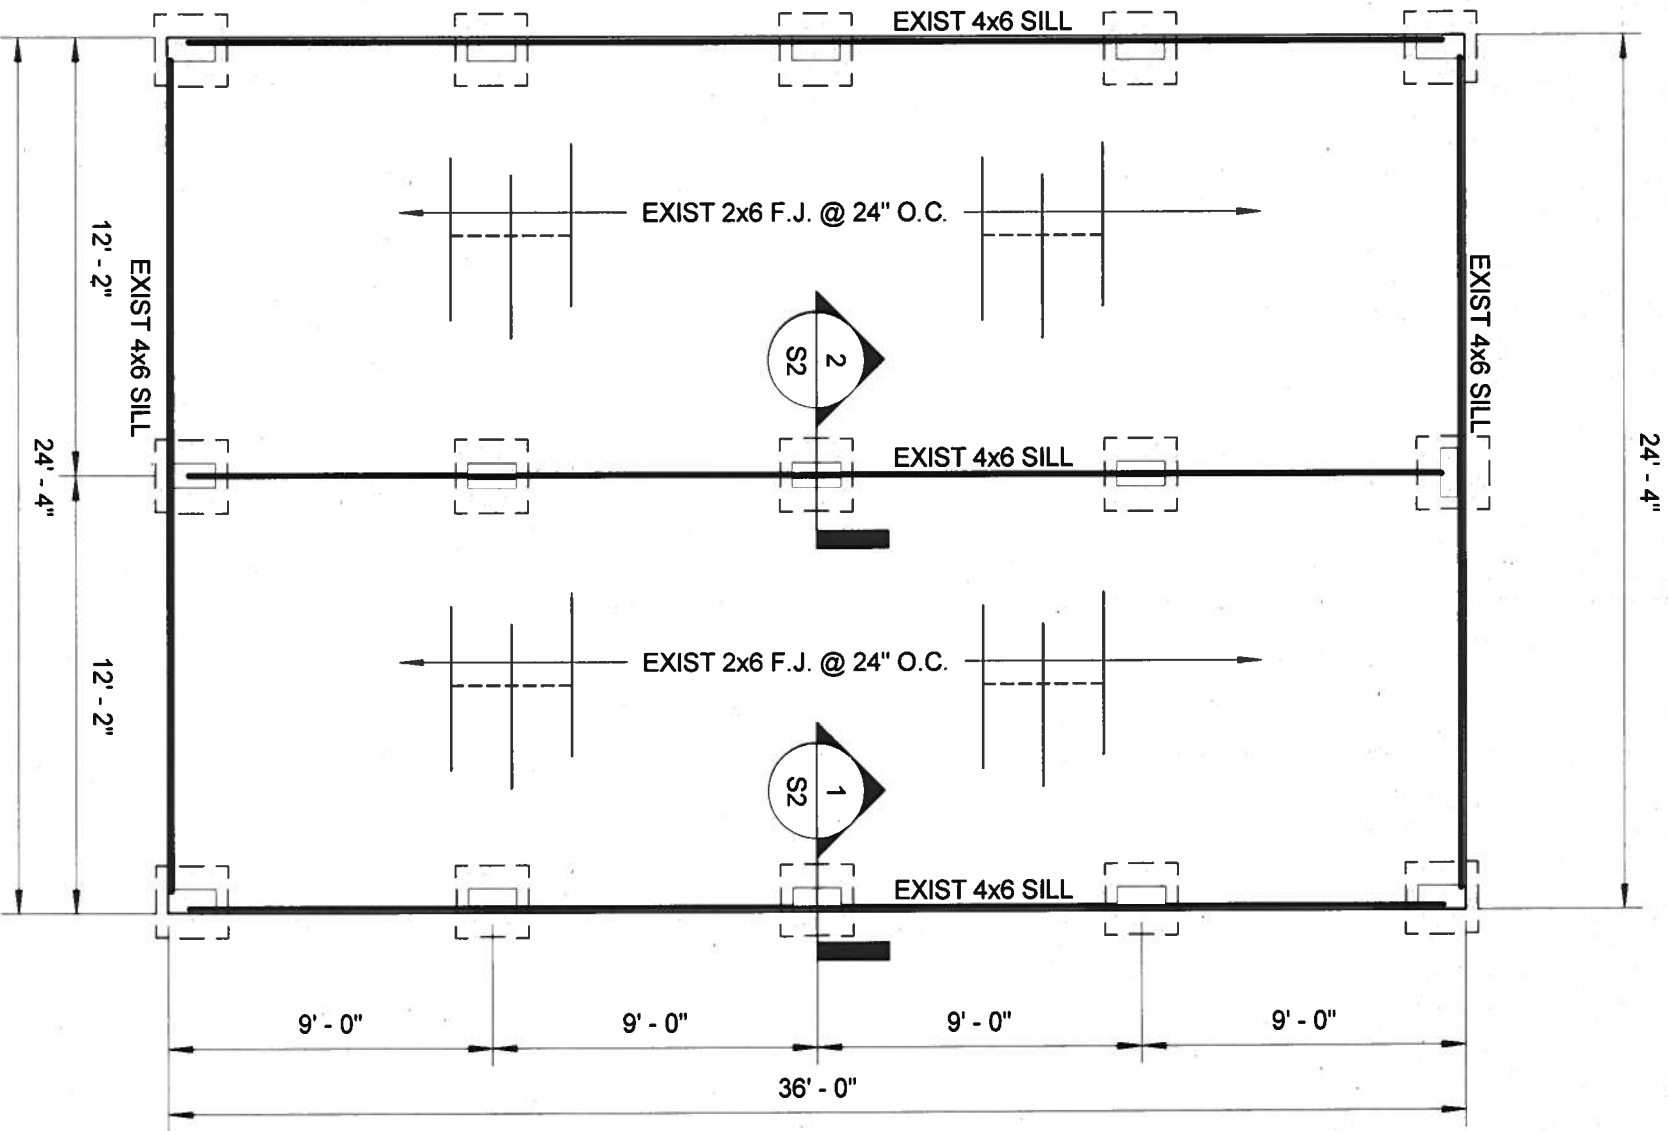 EXIST 4x6 SILL
EXIST 2x6 F.J. @ 24" O.C.
12' - 2"
EXIST 4x6 SILL
EXIST 4x6 SILL
2
S2
24' - 4"
EXIST 4x6 SILL
24' - 4"
12' - 2"
EXIST 2x6 F.J. @ 24" O.C.
1
S2
EXIST 4x6 SILL
9' - 0"
9' - 0"
9' - 0"
9' - 0"
36' - 0"